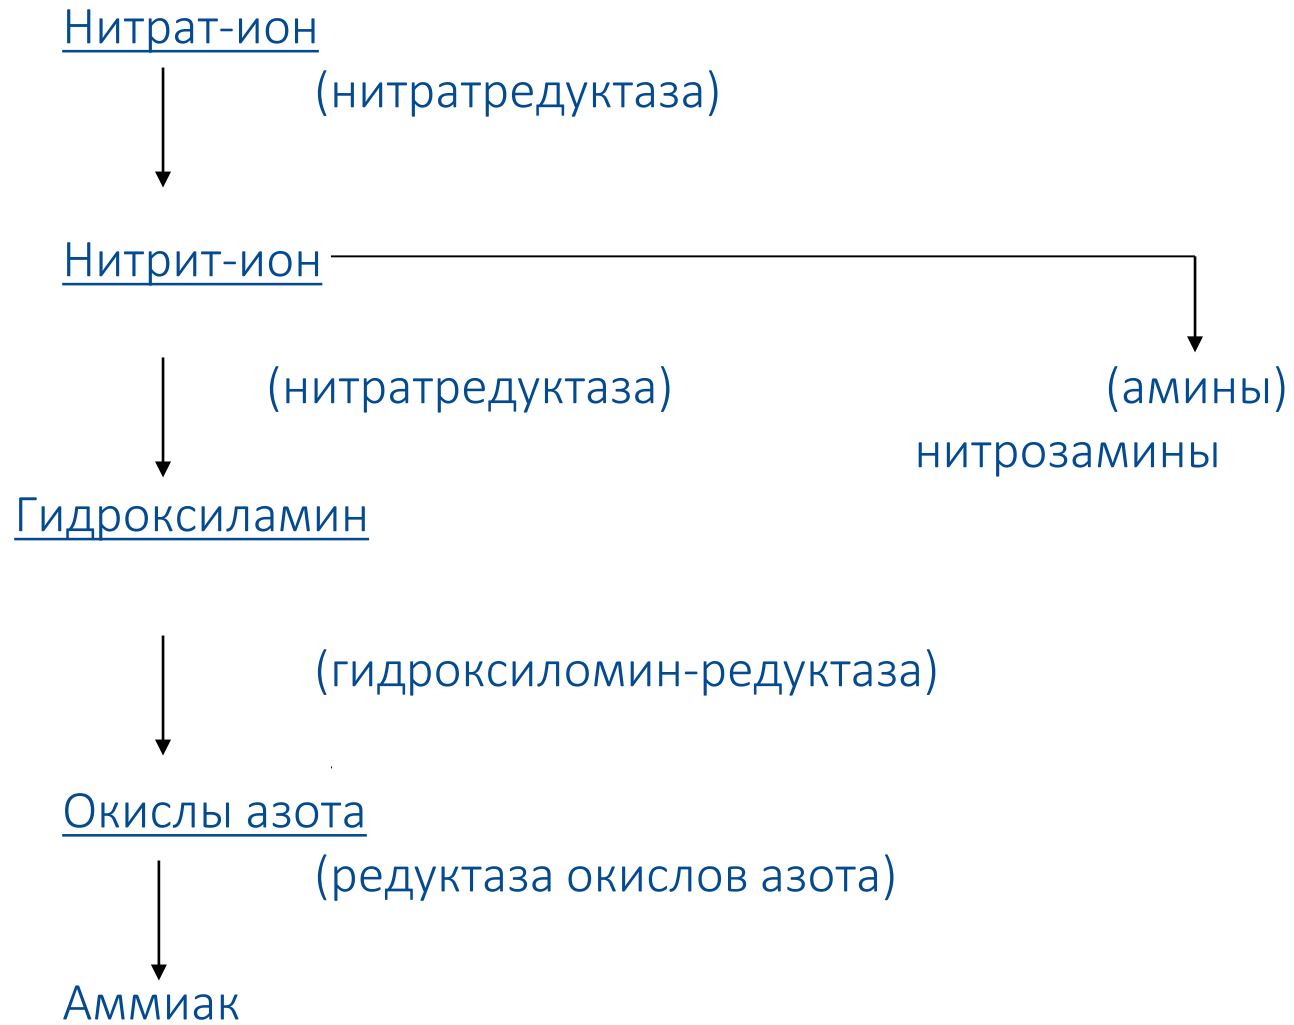 Нитрат-ион
(нитратредуктаза)
Нитрит-ион
(нитратредуктаза)
(амины)
нитрозамины
Гидроксиламин
(гидроксиломин-редуктаза)
Окислы азота
(редуктаза окислов азота)
Аммиак